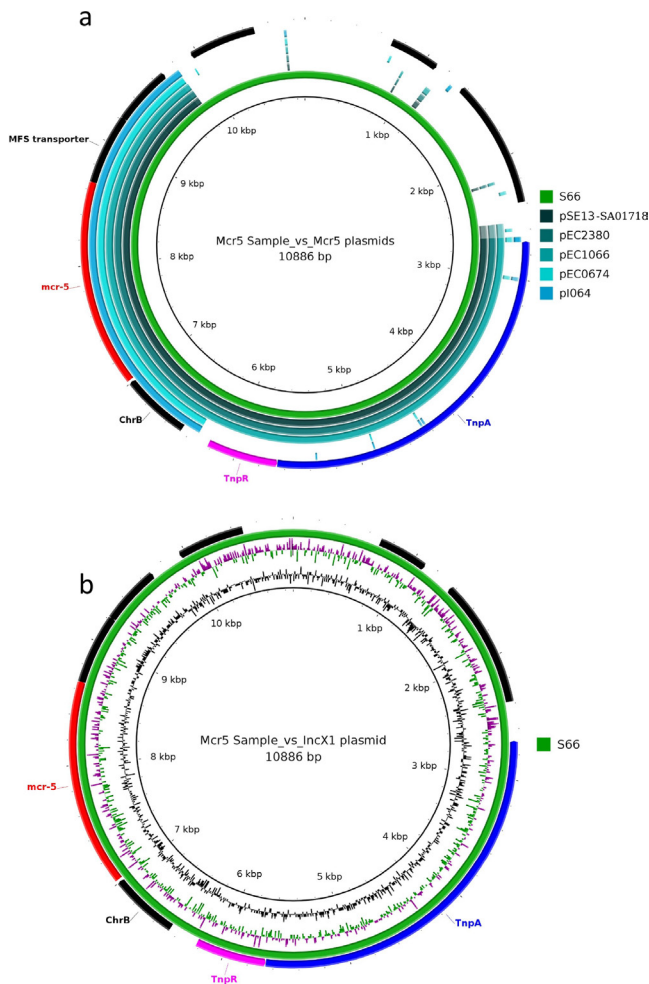 a
10 kbp
1 kbp
MFS transporter
9 kbp
2 kbp
S66
pSE13-SA01718
pEC2380
Mcr5 Sample_vs_Mcr5 plasmids
pEC1066
8 kbp
10886 bp
3 kbp
pEC0674
mcr-5
pI064
7 kbp
4 kbp
6 kbp
5 kbp
ChrB
TnpA
TnpR
b
10 kbp
1 kbp
9 kbp
2 kbp
Mcr5 Sample_vs_IncX1 plasmid
S66
8 kbp
10886 bp
3 kbp
mcr-5
7 kbp
4 kbp
6 kbp
5 kbp
ChrB
TnpA
TnpR